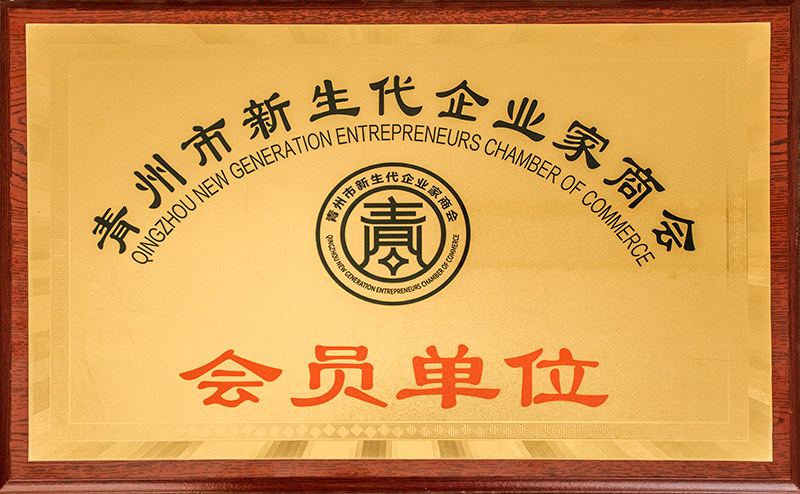 青州市新生代企业家商会
QINGZHOU NEW GENERATION ENTREPRENEURS CHAMBER OF COMMERCE
青州市新生代企业家商会
青
QINGZHOU NEW GENERATION ENTREPRENEURS CHAMBER OF COMMERCE
会员单位